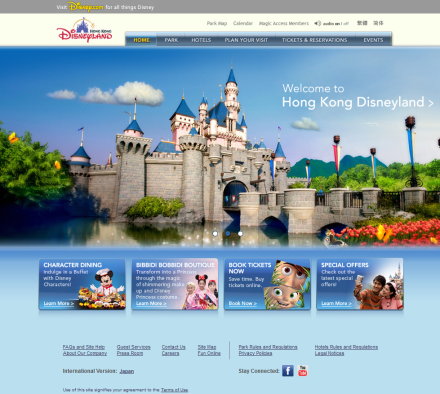 Visit Disney.com for all things Disney
Park Map Calendar Magic Access Members audio on / off 繁體 简体
HONG KONG
DISNEYLAND
HOME PARK HOTELS PLAN YOUR VISIT TICKETS & RESERVATIONS EVENTS
Welcome to
Hong Kong Disneyland >
CHARACTER DINING
Indulge in a Buffet
with Disney
Characters!
Learn More >
BIBBIDI BOBBIDI BOUTIQUE
Transform into a Princess
through the magic
of shimmering make
up and Disney
Princess costume
Learn More >
BOOK TICKETS
NOW
Save time. Buy
tickets online.
Book Now >
SPECIAL OFFERS
Check out the
latest special
offers!
Learn More >
FAQs and Site Help Guest Services Contact Us Site Map Park Rules and Regulations Hotels Rules and Regulations
About Our Company Press Room Careers Fun Online Privacy Policies Legal Notices
International Version: Japan Stay Connected: f You Tube
Use of this site signifies your agreement to the Terms of Use.